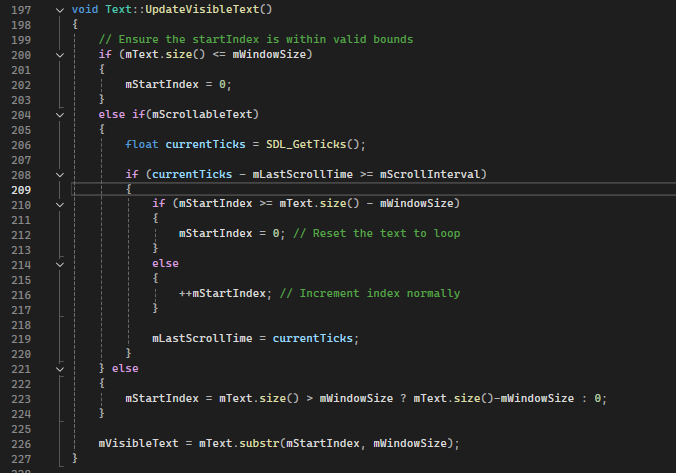 197 void Text::UpdateVisibleText()
198 {
199 // Ensure the startIndex is within valid bounds
200 if (mText.size() <= mWindowSize)
201 {
202 mStartIndex = 0;
203 }
204 else if(mScrollableText)
205 {
206 float currentTicks = SDL_GetTicks();
207
208 if (currentTicks - mLastScrollTime >= mScrollInterval)
209 {
210 if (mStartIndex >= mText.size() - mWindowSize)
211 {
212 mStartIndex = 0; // Reset the text to loop
213 }
214 else
215 {
216 ++mStartIndex; // Increment index normally
217 }
218
219 mLastScrollTime = currentTicks;
220 }
221 } else
222 {
223 mStartIndex = mText.size() > mWindowSize ? mText.size()-mWindowSize : 0;
224 }
225
226 mVisibleText = mText.substr(mStartIndex, mWindowSize);
227 }